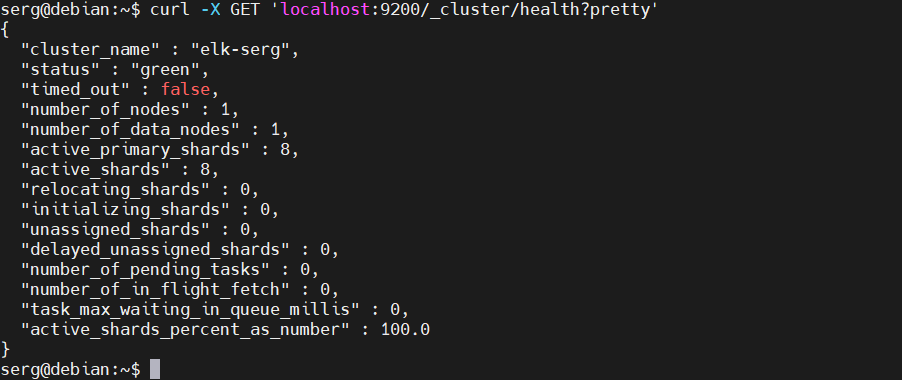 serg@debian:~$ curl -X GET 'localhost:9200/_cluster/health?pretty'
{
  "cluster_name" : "elk-serg",
  "status" : "green",
  "timed_out" : false,
  "number_of_nodes" : 1,
  "number_of_data_nodes" : 1,
  "active_primary_shards" : 8,
  "active_shards" : 8,
  "relocating_shards" : 0,
  "initializing_shards" : 0,
  "unassigned_shards" : 0,
  "delayed_unassigned_shards" : 0,
  "number_of_pending_tasks" : 0,
  "number_of_in_flight_fetch" : 0,
  "task_max_waiting_in_queue_millis" : 0,
  "active_shards_percent_as_number" : 100.0
}
serg@debian:~$